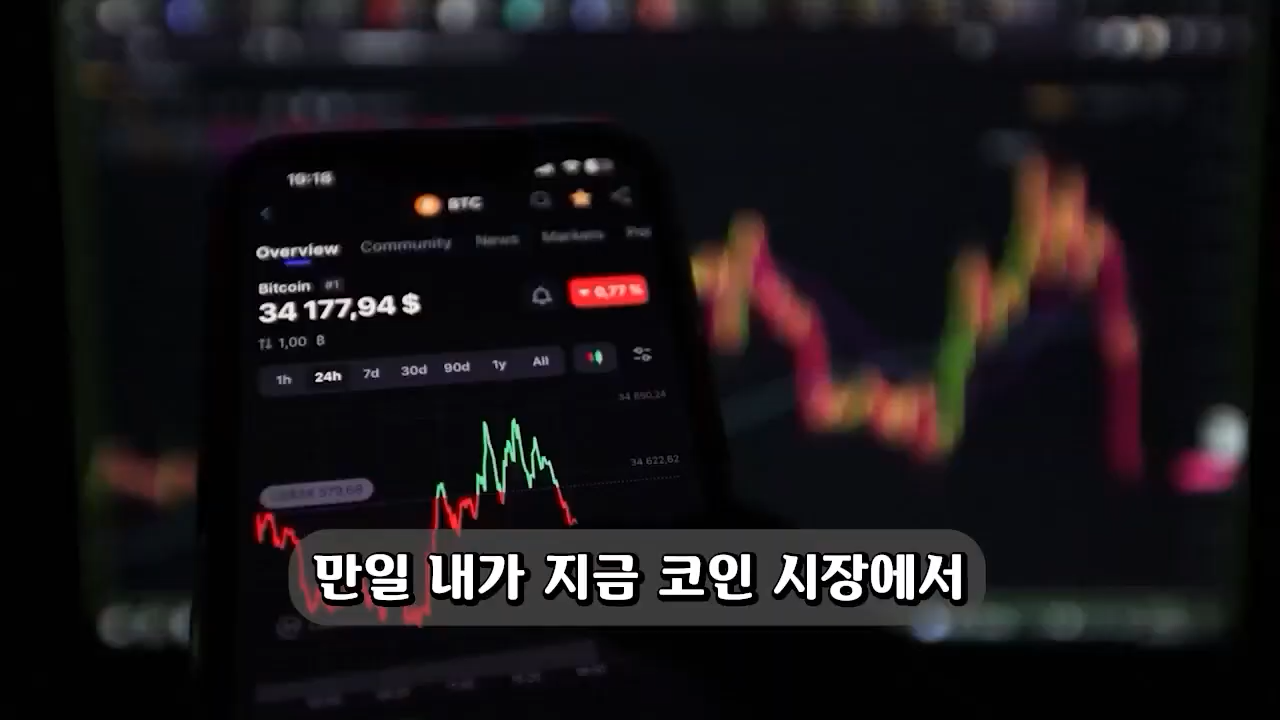 19:16
BTC
Overview Community News Markets
Bitcoin #1
34 177,94 $
0,77 %
1,00
1h 24h 7d 30d 90d 1y All
34 622,62
만일 내가 지금 코인 시장에서